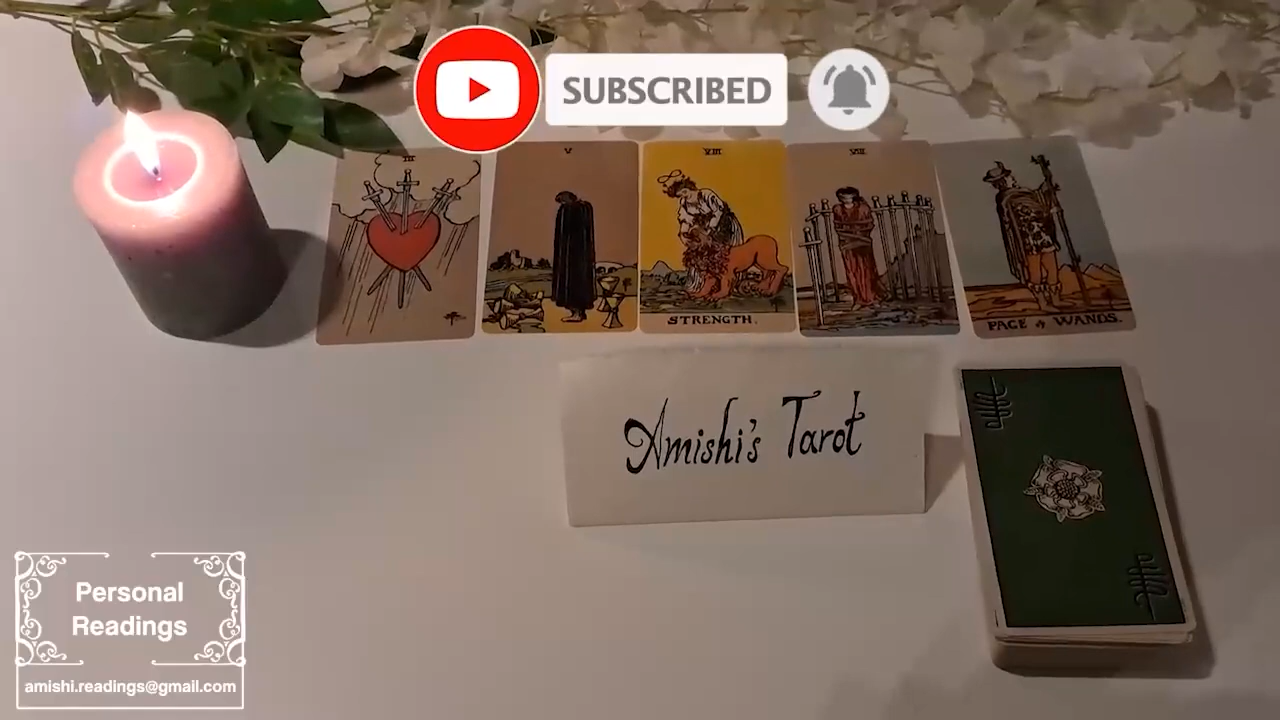 SUBSCRIBED
III
V
VIII
VIII
STRENGTH.
PAGE of WANDS.
Amishi's Tarot
Personal
Readings
amishi.readings@gmail.com